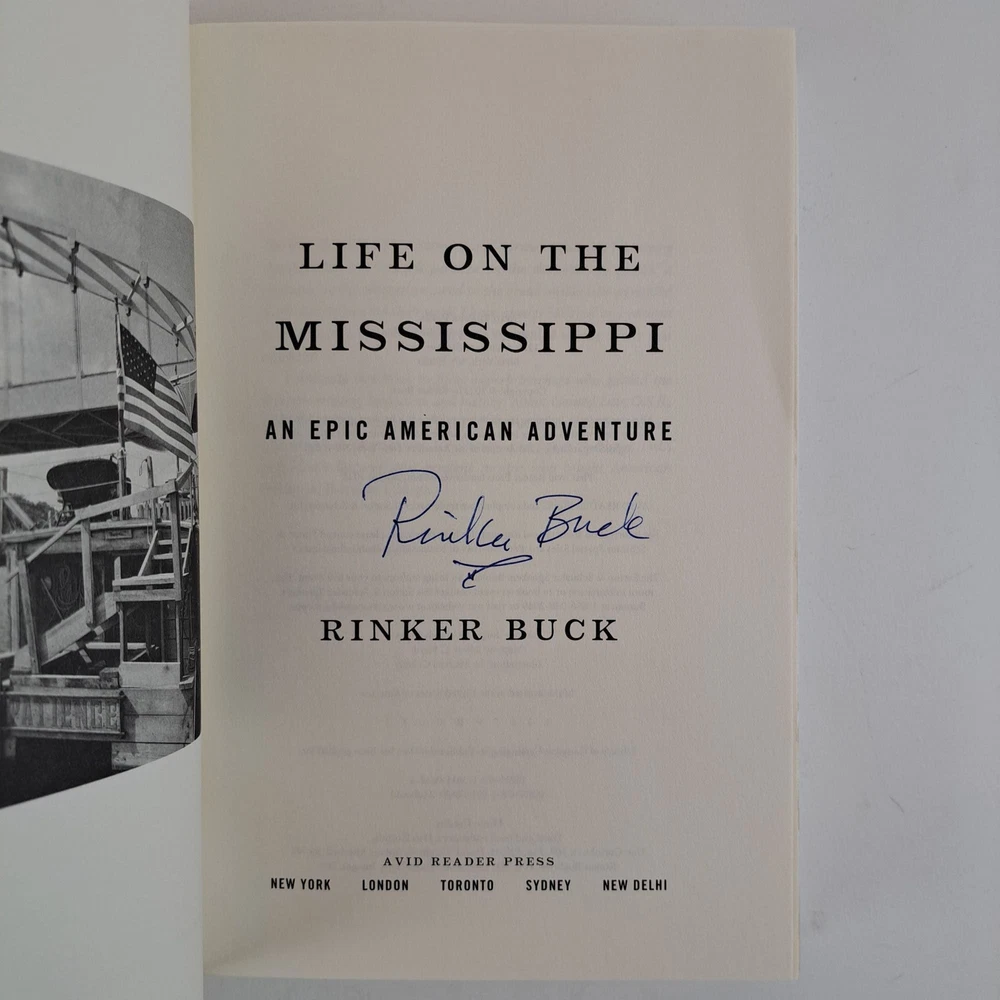 LIFE ON THE
MISSISSIPPI
AN EPIC AMERICAN ADVENTURE
Rinker Buck
RINKER BUCK
AVID READER PRESS
NEW YORK LONDON TORONTO SYDNEY NEW DELHI
PATIENCE